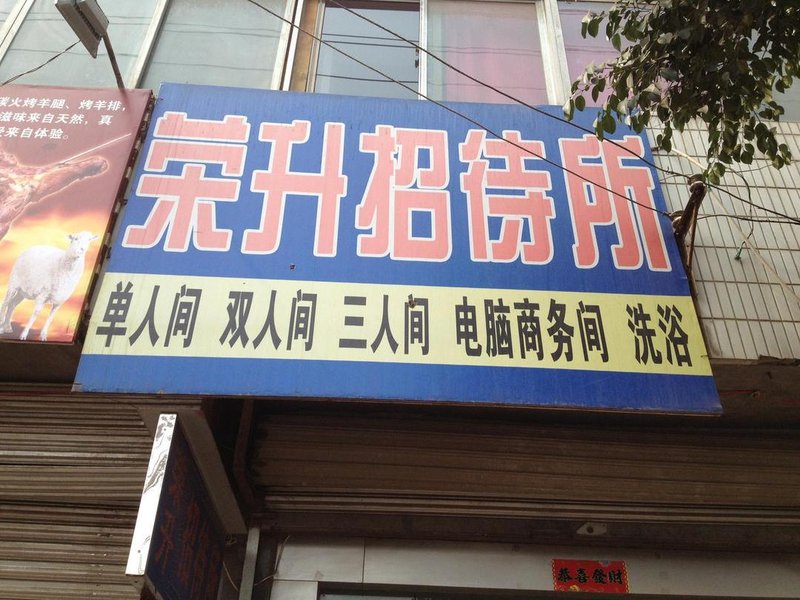 炭火烤羊腿、烤羊排,
滋味来自天然,真
来自体验。
荣升招待所
单人间 双人间 三人间 电脑商务间 洗浴
恭喜發财